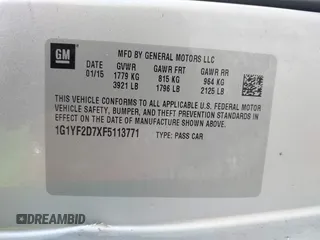 GM
MFD BY GENERAL MOTORS LLC
DATE GVWR GAWR FRT GAWR RR
01/15 1779 KG 815 KG 964 KG
3921 LB 1796 LB 2125 LB
THIS VEHICLE CONFORMS TO ALL APPLICABLE U.S. FEDERAL MOTOR
VEHICLE SAFETY, BUMPER, AND THEFT PREVENTION STANDARDS IN
EFFECT ON THE DATE OF MANUFACTURE SHOWN ABOVE.
1G1YF2D7XF5113771 TYPE: PASS CAR
DREAMBID